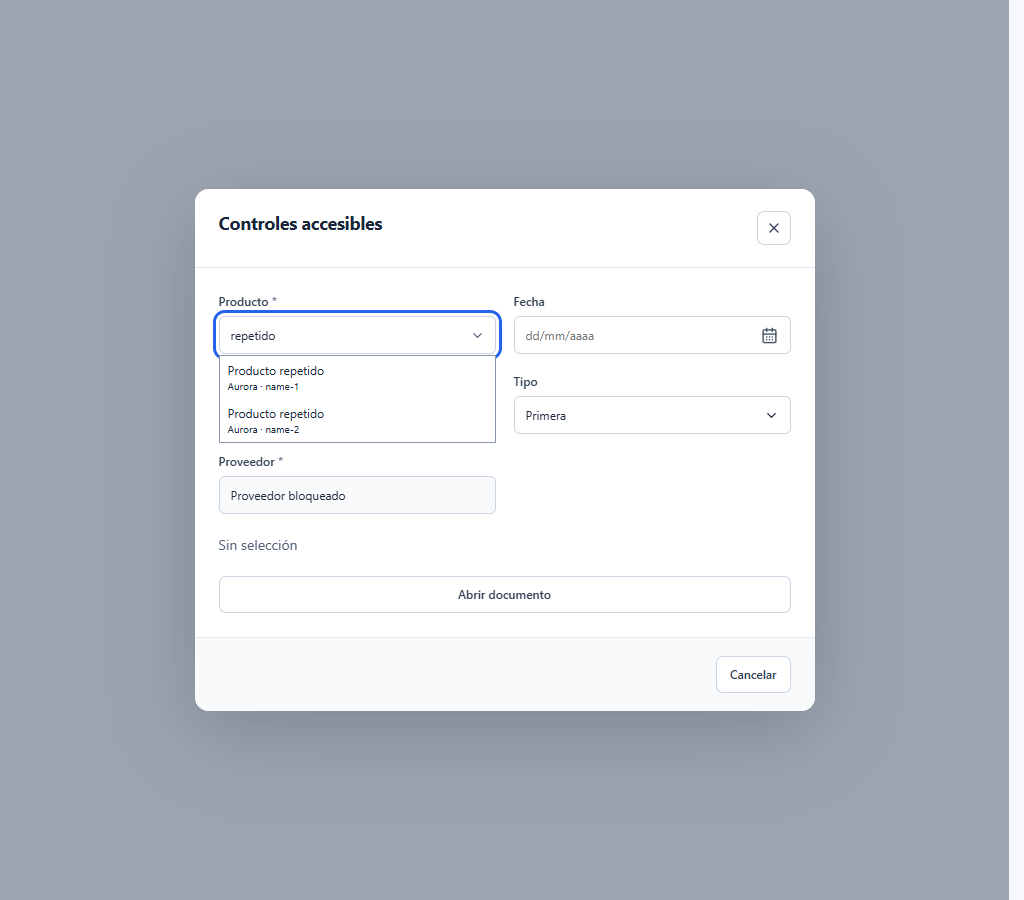 Controles accesibles
Producto *
repetido
Producto repetido
Aurora · name-1
Producto repetido
Aurora · name-2
Fecha
dd/mm/aaaa
Tipo
Primera
Proveedor *
Proveedor bloqueado
Sin selección
Abrir documento
Cancelar